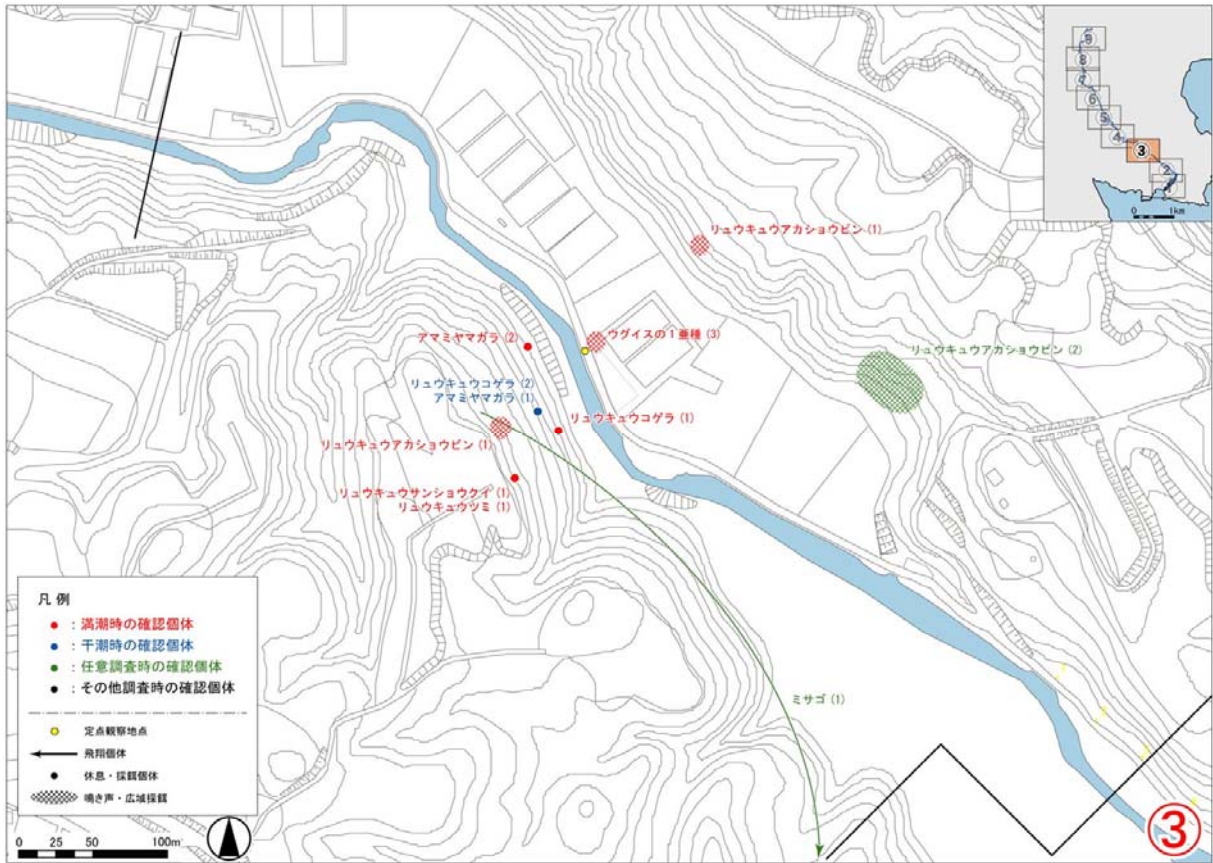 9
8
7
6
5
4
3
2
0 1km
リュウキュウアカショウビン (1)
アマミヤマガラ (2)
ウグイスの1亜種 (3)
リュウキュウアカショウビン (2)
リュウキュウコゲラ (2)
アマミヤマガラ (1)
リュウキュウコゲラ (1)
リュウキュウアカショウビン (1)
リュウキュウサンショウクイ (1)
リュウキュウツミ (1)
ミサゴ (1)
凡 例
● : 満潮時の確認個体
● : 干潮時の確認個体
● : 任意調査時の確認個体
● : その他調査時の確認個体
定点観察地点
飛翔個体
休息・採餌個体
鳴き声・広域採餌
0 25 50 100m
③